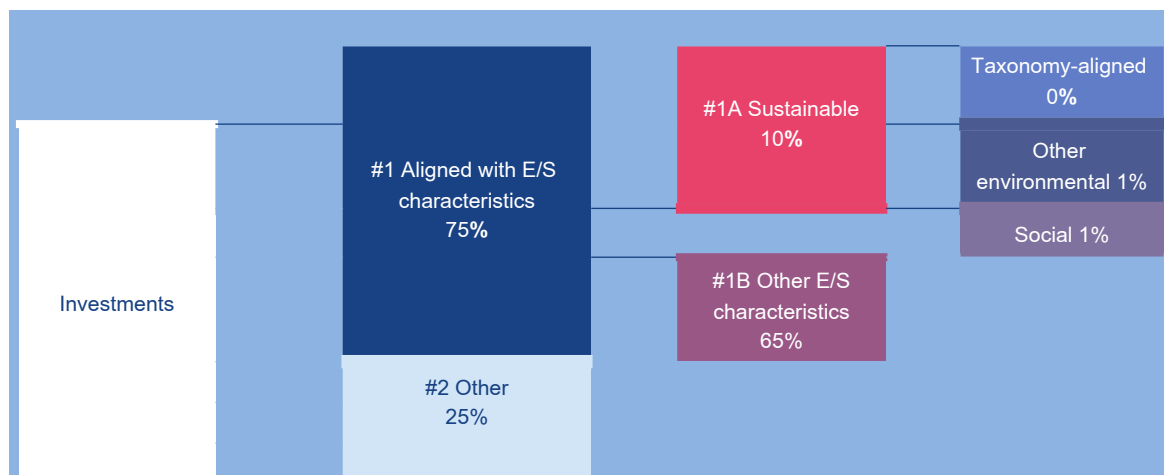 Investments
#1 Aligned with E/S
characteristics
75%
#2 Other
25%
#1A Sustainable
10%
#1B Other E/S
characteristics
65%
Taxonomy-aligned
0%
Other
environmental 1%
Social 1%